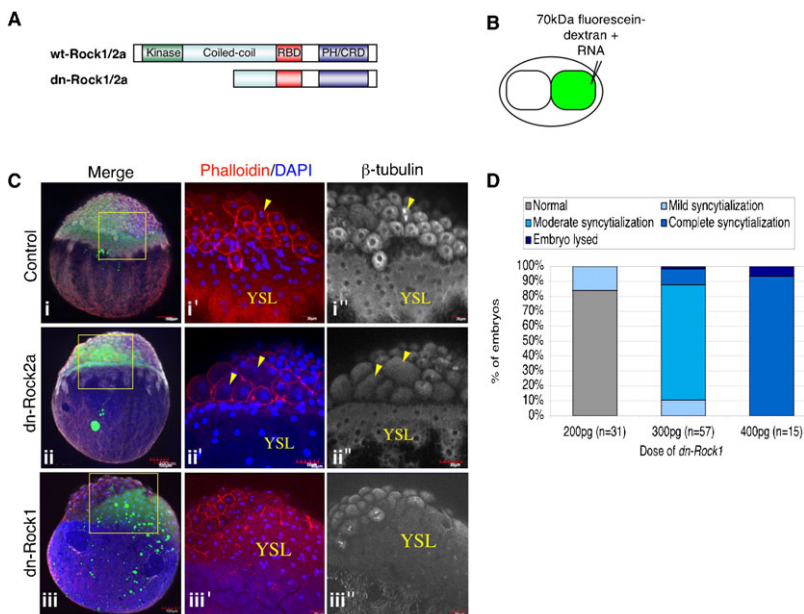 A
wt-Rock1/2a
Kinase
Coiled-coil
RBD
PH/CRD
dn-Rock1/2a
B
70kDa fluorescein-
dextran +
RNA
C
Merge
Phalloidin/DAPI
β-tubulin
Control
i
i'
YSL
i"
YSL
dn-Rock2a
ii
ii'
YSL
ii"
YSL
dn-Rock1
iii
iii'
YSL
iii"
YSL
D
Normal
Mild syncytialization
Moderate syncytialization
Complete syncytialization
Embryo lysed
% of embryos
100%
90%
80%
70%
60%
50%
40%
30%
20%
10%
0%
200pg (n=31)
300pg (n=57)
400pg (n=15)
Dose of dn-Rock1